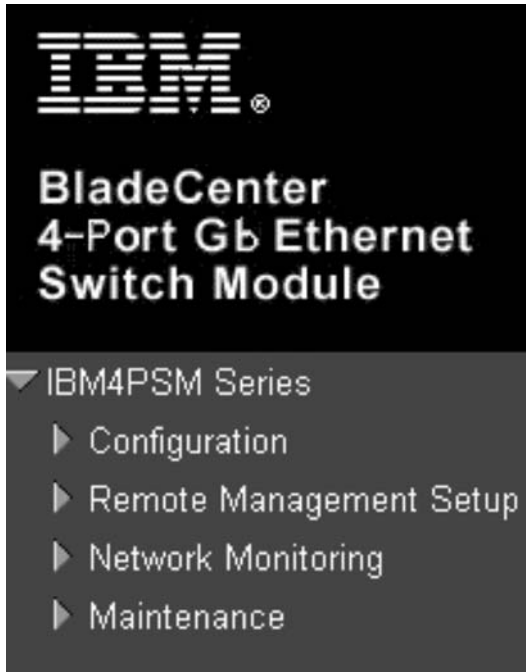 IBM®
BladeCenter
4-Port Gb Ethernet
Switch Module
IBM4PSM Series
Configuration
Remote Management Setup
Network Monitoring
Maintenance